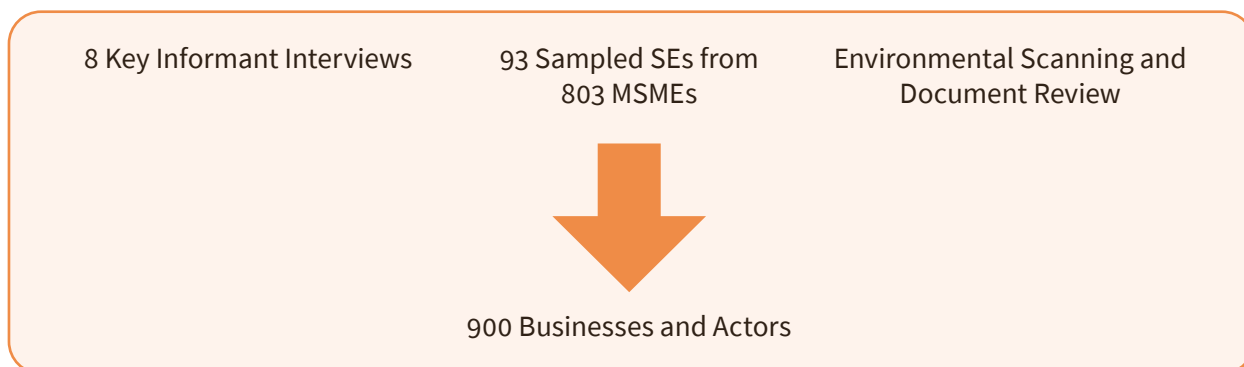 8 Key Informant Interviews
93 Sampled SEs from
803 MSMEs
Environmental Scanning and
Document Review
900 Businesses and Actors